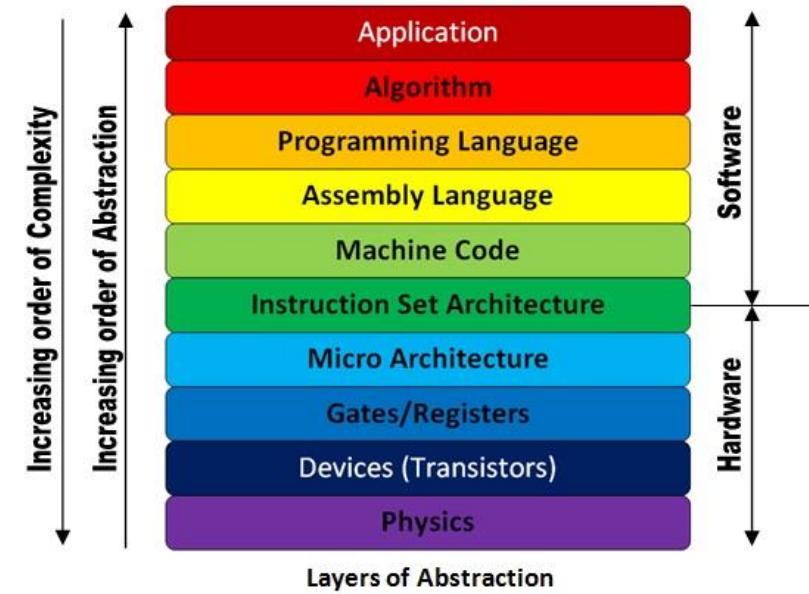 Increasing order of Complexity
Increasing order of Abstraction
Application
Algorithm
Programming Language
Assembly Language
Machine Code
Instruction Set Architecture
Micro Architecture
Gates/Registers
Devices (Transistors)
Physics
Software
Hardware
Layers of Abstraction